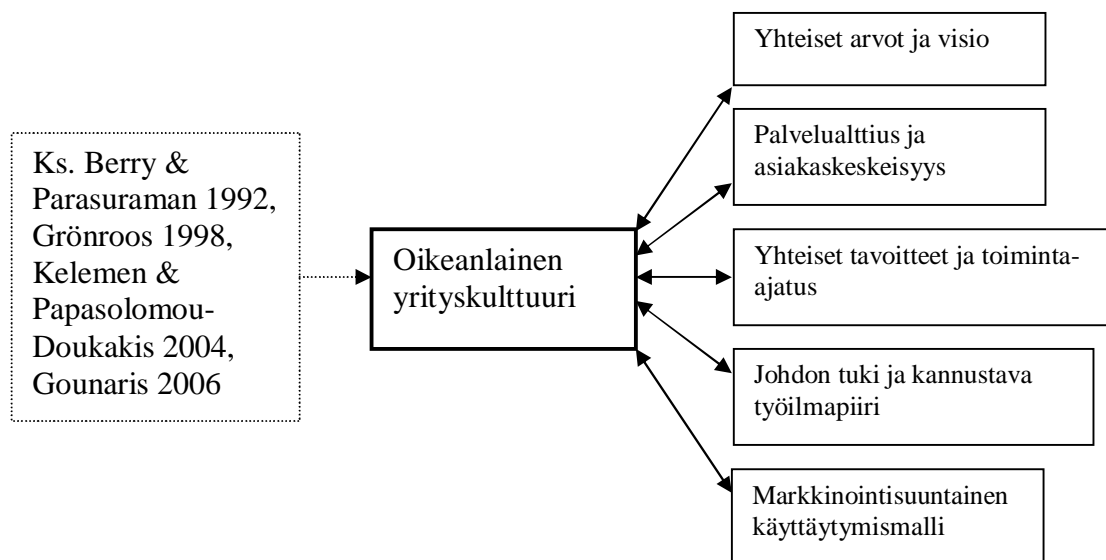 Ks. Berry &
Parasuraman 1992,
Grönroos 1998,
Kelemen &
Papasolomou-
Doukakis 2004,
Gounaris 2006
Oikeanlainen
yrityskulttuuri
Yhteiset arvot ja visio
Palvelualttius ja
asiakaskeskeisyys
Yhteiset tavoitteet ja toiminta-
ajatus
Johdon tuki ja kannustava
työilmapiiri
Markkinointisuuntainen
käyttäytymismalli